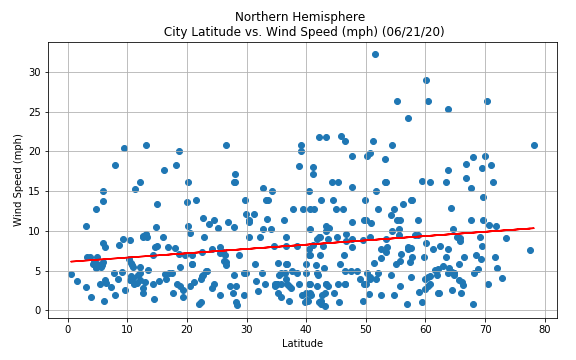 Northern Hemisphere
City Latitude vs. Wind Speed (mph) (06/21/20)
30
25
20
15
10
5
0
Wind Speed (mph)
0 10 20 30 40 50 60 70 80
Latitude